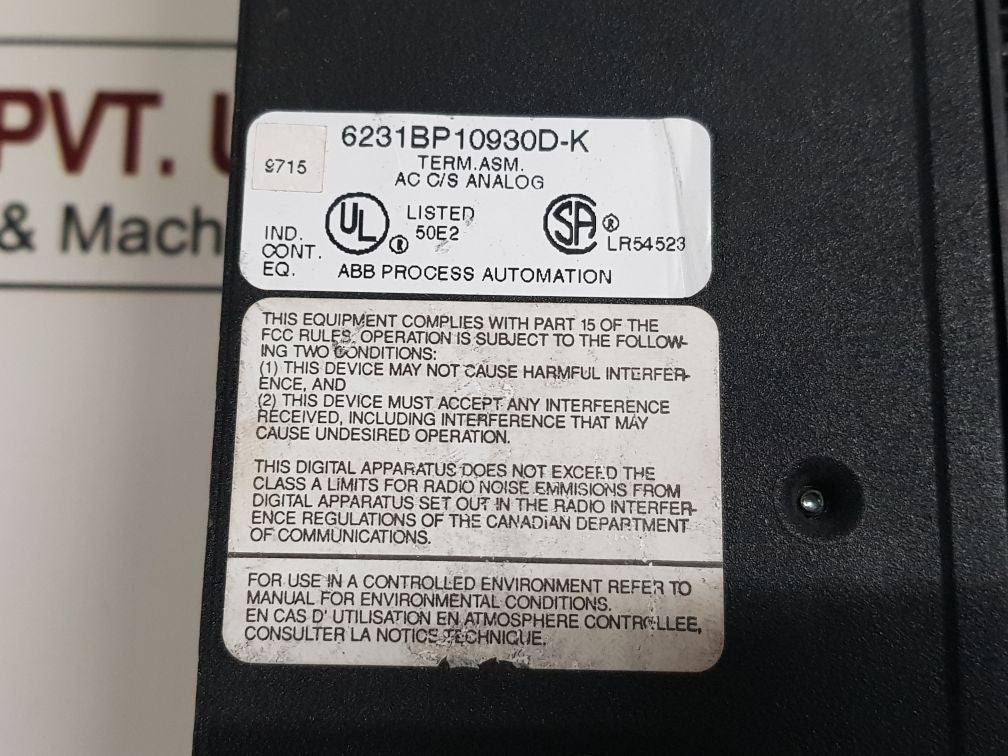 PVT. U
& Mach
9715
6231BP10930D-K
TERM.ASM.
AC C/S ANALOG
UL
®
LISTED
50E2
SA
®
LR54523
IND.
CONT.
EQ.
ABB PROCESS AUTOMATION
THIS EQUIPMENT COMPLIES WITH PART 15 OF THE
FCC RULES. OPERATION IS SUBJECT TO THE FOLLOW-
ING TWO CONDITIONS:
(1) THIS DEVICE MAY NOT CAUSE HARMFUL INTERFER-
ENCE, AND
(2) THIS DEVICE MUST ACCEPT ANY INTERFERENCE
RECEIVED, INCLUDING INTERFERENCE THAT MAY
CAUSE UNDESIRED OPERATION.
THIS DIGITAL APPARATUS DOES NOT EXCEED THE
CLASS A LIMITS FOR RADIO NOISE EMMISIONS FROM
DIGITAL APPARATUS SET OUT IN THE RADIO INTERFER-
ENCE REGULATIONS OF THE CANADIAN DEPARTMENT
OF COMMUNICATIONS.
FOR USE IN A CONTROLLED ENVIRONMENT REFER TO
MANUAL FOR ENVIRONMENTAL CONDITIONS.
EN CAS D' UTILISATION EN ATMOSPHERE CONTROLLEE,
CONSULTER LA NOTICE TECHNIQUE.